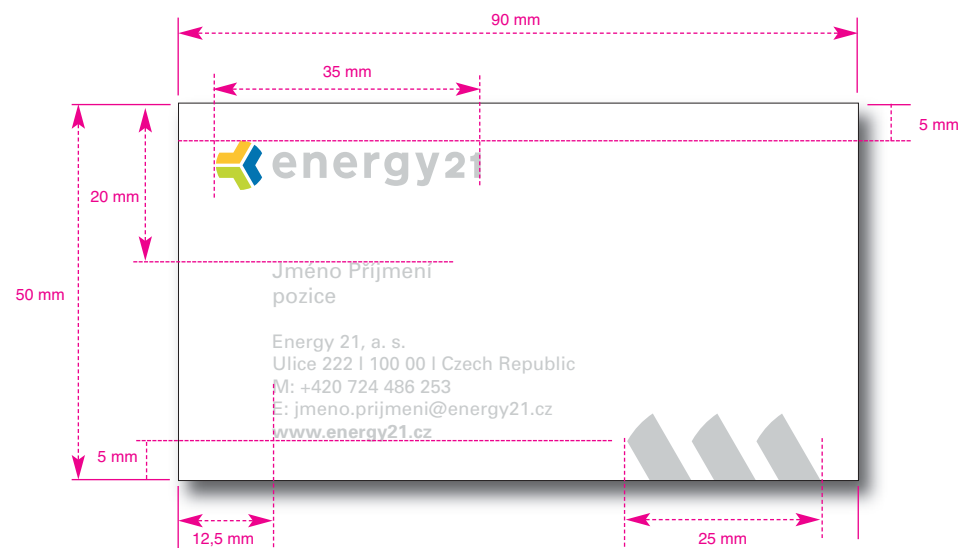 90 mm
35 mm
5 mm
energy21
20 mm
Jméno Příjmení
50 mm
pozice
Energy 21, a. s.
Ulice 222 I 100 00 I Czech Republic
M: +420 724 486 253
E: jmeno.prijmeni@energy21.cz
www.energy21.cz
5 mm
12,5 mm
25 mm